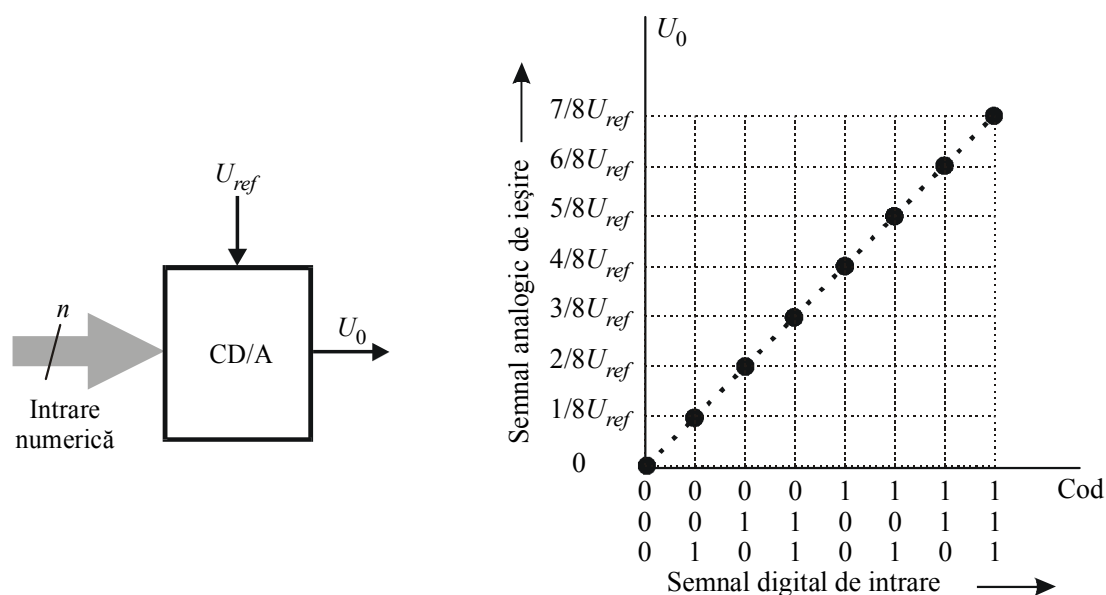 U_ref
n
CD/A
U_0
Intrare
numerică
U_0
Semnal analogic de ieşire
7/8U_ref
6/8U_ref
5/8U_ref
4/8U_ref
3/8U_ref
2/8U_ref
1/8U_ref
0
0 0 0 0 1 1 1 1 Cod
0 0 1 1 0 0 1 1
0 1 0 1 0 1 0 1
Semnal digital de intrare